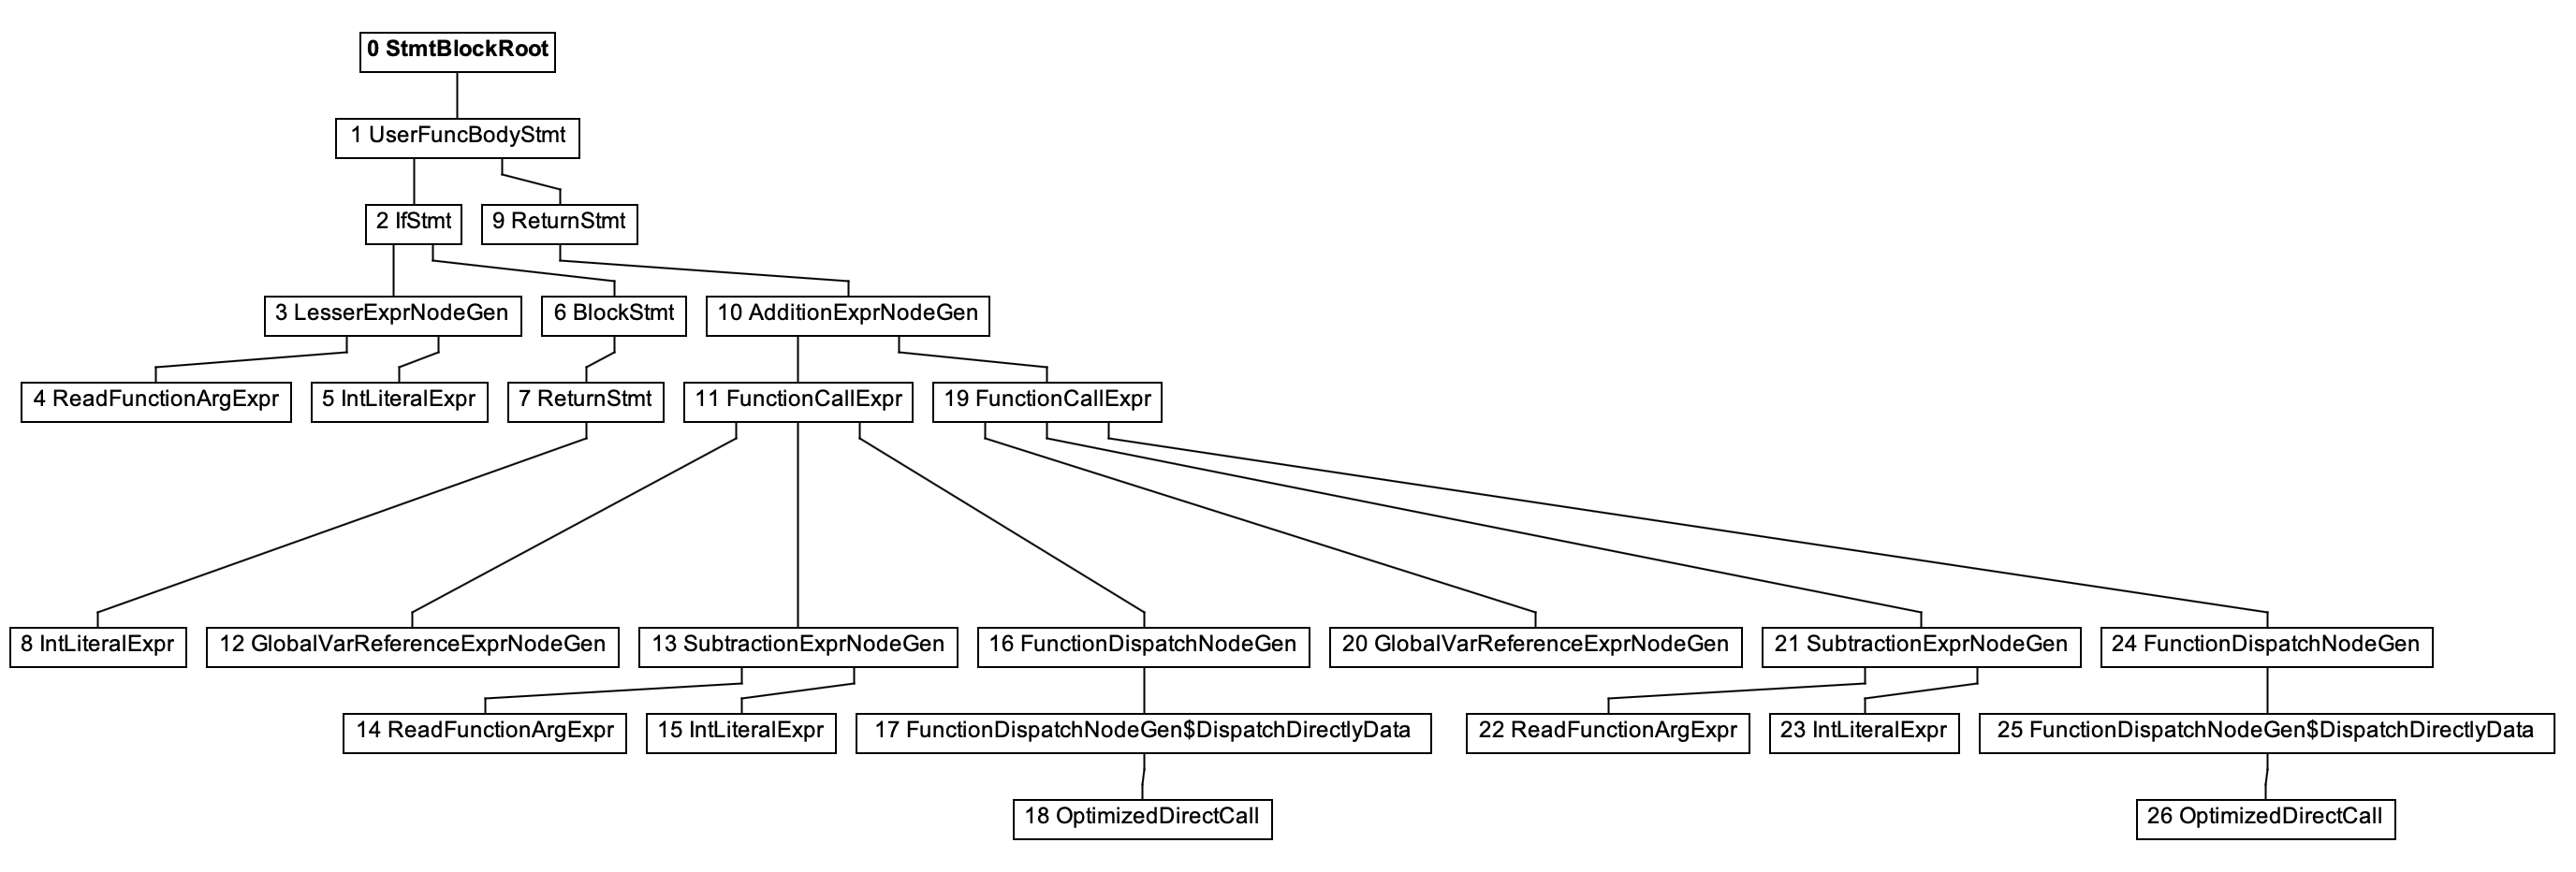 0 StmtBlockRoot
1 UserFuncBodyStmt
2 IfStmt
9 ReturnStmt
3 LesserExprNodeGen
6 BlockStmt
10 AdditionExprNodeGen
4 ReadFunctionArgExpr
5 IntLiteralExpr
7 ReturnStmt
11 FunctionCallExpr
19 FunctionCallExpr
8 IntLiteralExpr
12 GlobalVarReferenceExprNodeGen
13 SubtractionExprNodeGen
16 FunctionDispatchNodeGen
20 GlobalVarReferenceExprNodeGen
21 SubtractionExprNodeGen
24 FunctionDispatchNodeGen
14 ReadFunctionArgExpr
15 IntLiteralExpr
17 FunctionDispatchNodeGen$DispatchDirectlyData
22 ReadFunctionArgExpr
23 IntLiteralExpr
25 FunctionDispatchNodeGen$DispatchDirectlyData
18 OptimizedDirectCall
26 OptimizedDirectCall